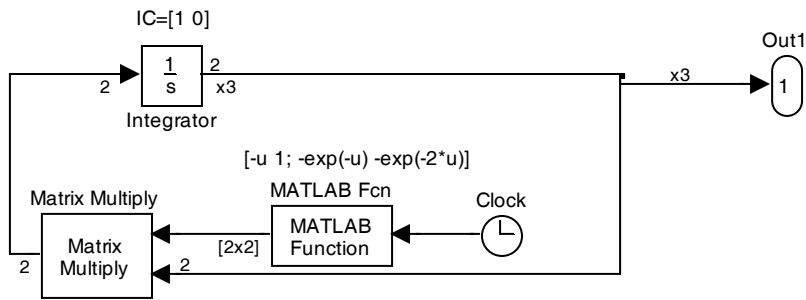 IC=[1 0]
1
s
2
2
x3
Integrator
x3
Out1
1
[-u 1; -exp(-u) -exp(-2*u)]
MATLAB Fcn
MATLAB
Function
Clock
[2x2]
Matrix Multiply
Matrix
Multiply
2
2